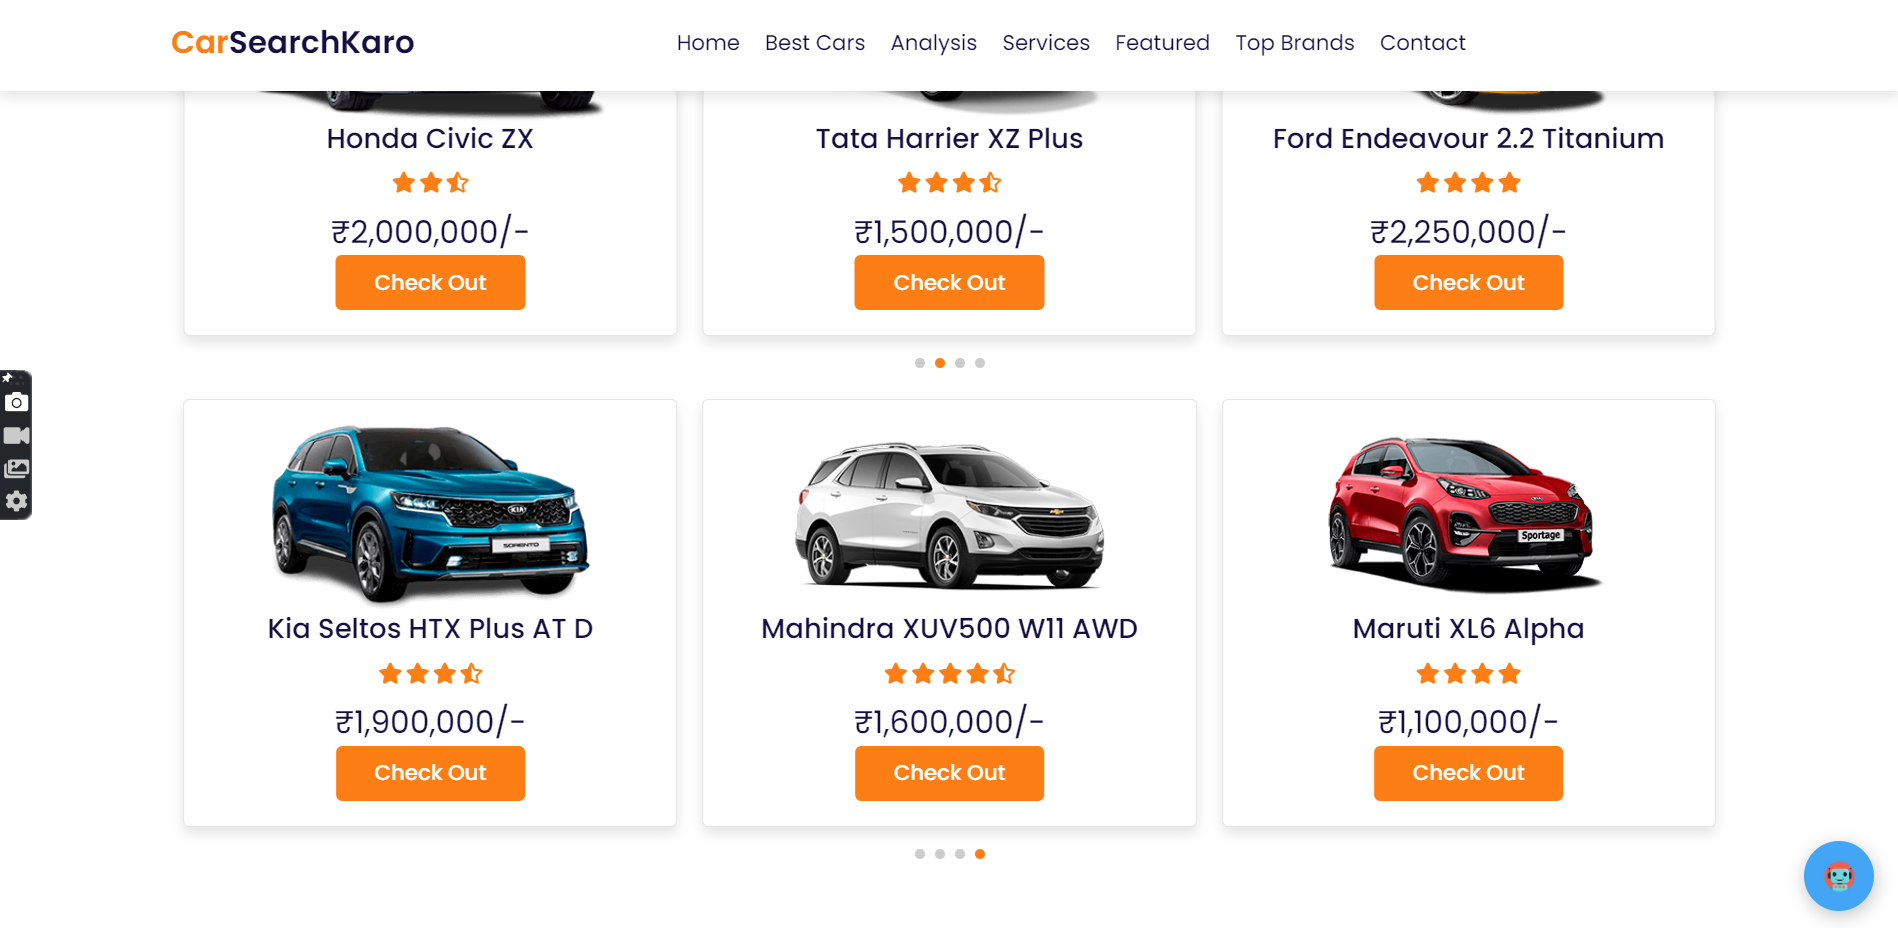 CarSearchKaro
Home Best Cars Analysis Services Featured Top Brands Contact
Honda Civic ZX
₹2,000,000/-
Check Out
Tata Harrier XZ Plus
₹1,500,000/-
Check Out
Ford Endeavour 2.2 Titanium
₹2,250,000/-
Check Out
KIA
SORENTO
Kia Seltos HTX Plus AT D
₹1,900,000/-
Check Out
Mahindra XUV500 W11 AWD
₹1,600,000/-
Check Out
Sportage
Maruti XL6 Alpha
₹1,100,000/-
Check Out